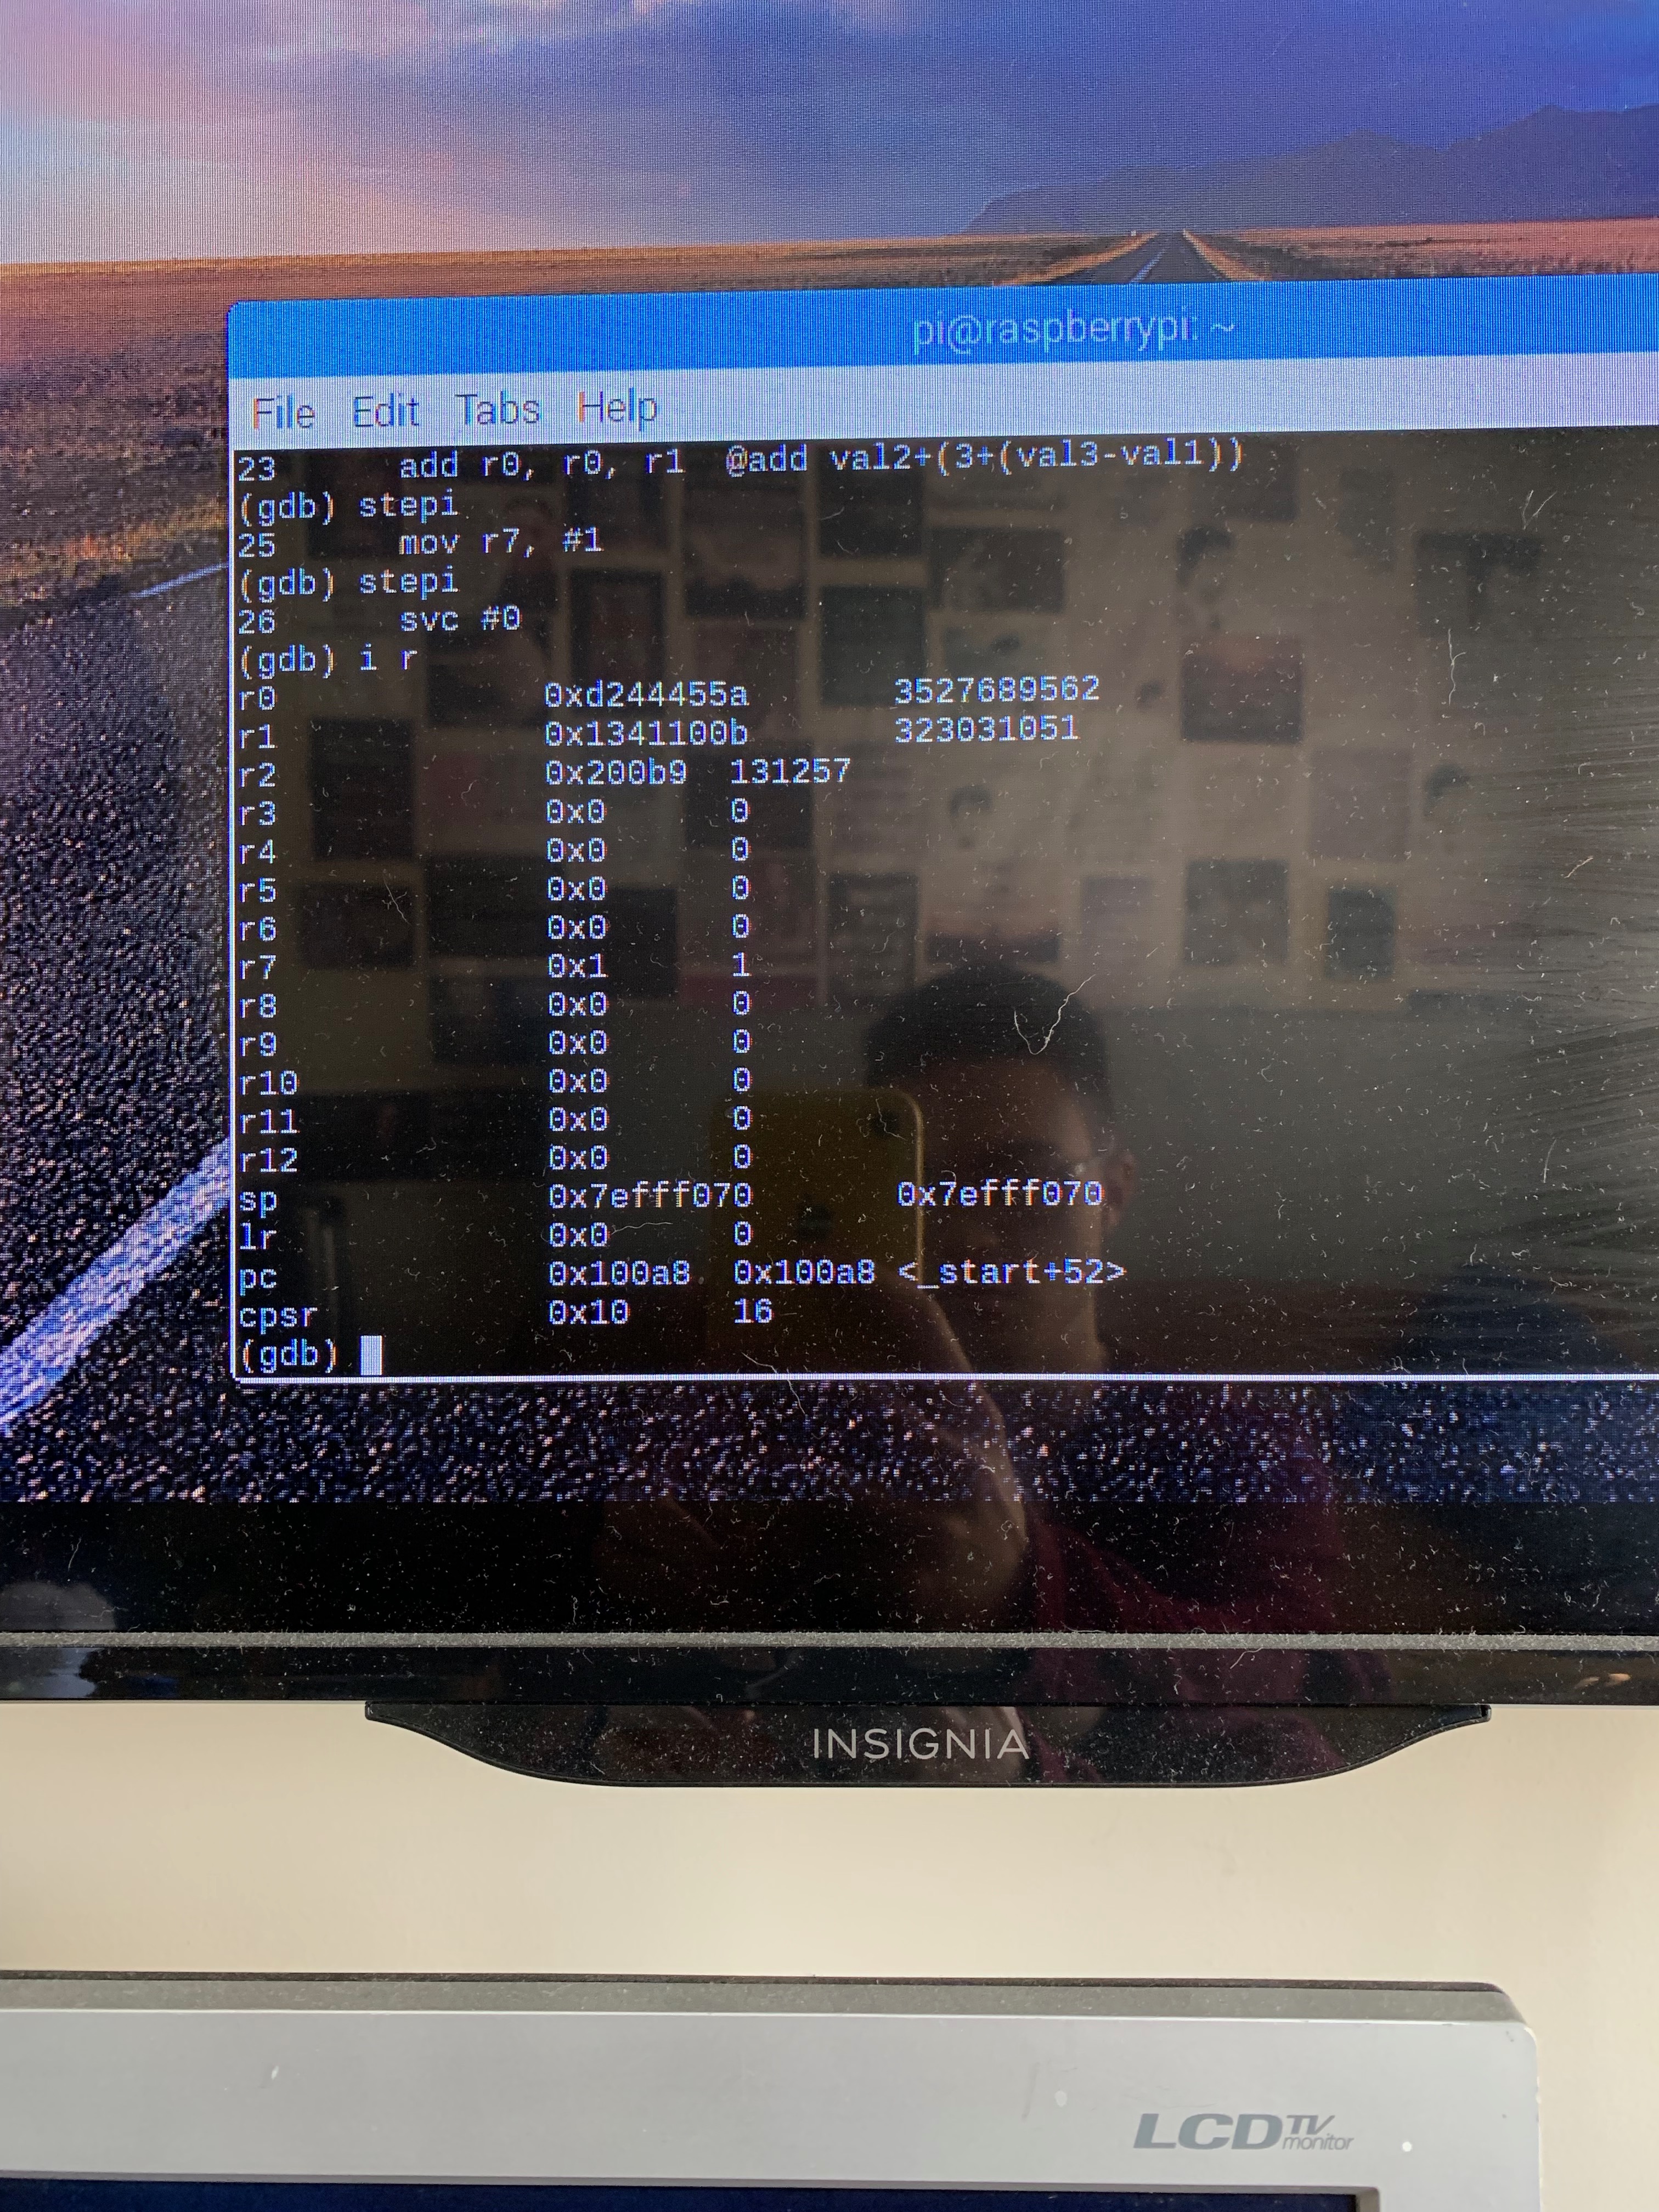 pi@raspberrypi: ~
File Edit Tabs Help
23 add r0, r0, r1 @add val2+(3+(val3-val1))
(gdb) stepi
25 mov r7, #1
(gdb) stepi
26 svc #0
(gdb) i r
r0 0xd244455a 3527689562
r1 0x1341100b 323031051
r2 0x200b9 131257
r3 0x0 0
r4 0x0 0
r5 0x0 0
r6 0x0 0
r7 0x1 1
r8 0x0 0
r9 0x0 0
r10 0x0 0
r11 0x0 0
r12 0x0 0
sp 0x7efff070 0x7efff070
lr 0x0 0
pc 0x100a8 0x100a8 <_start+52>
cpsr 0x10 16
(gdb)
INSIGNIA
LCD TV monitor